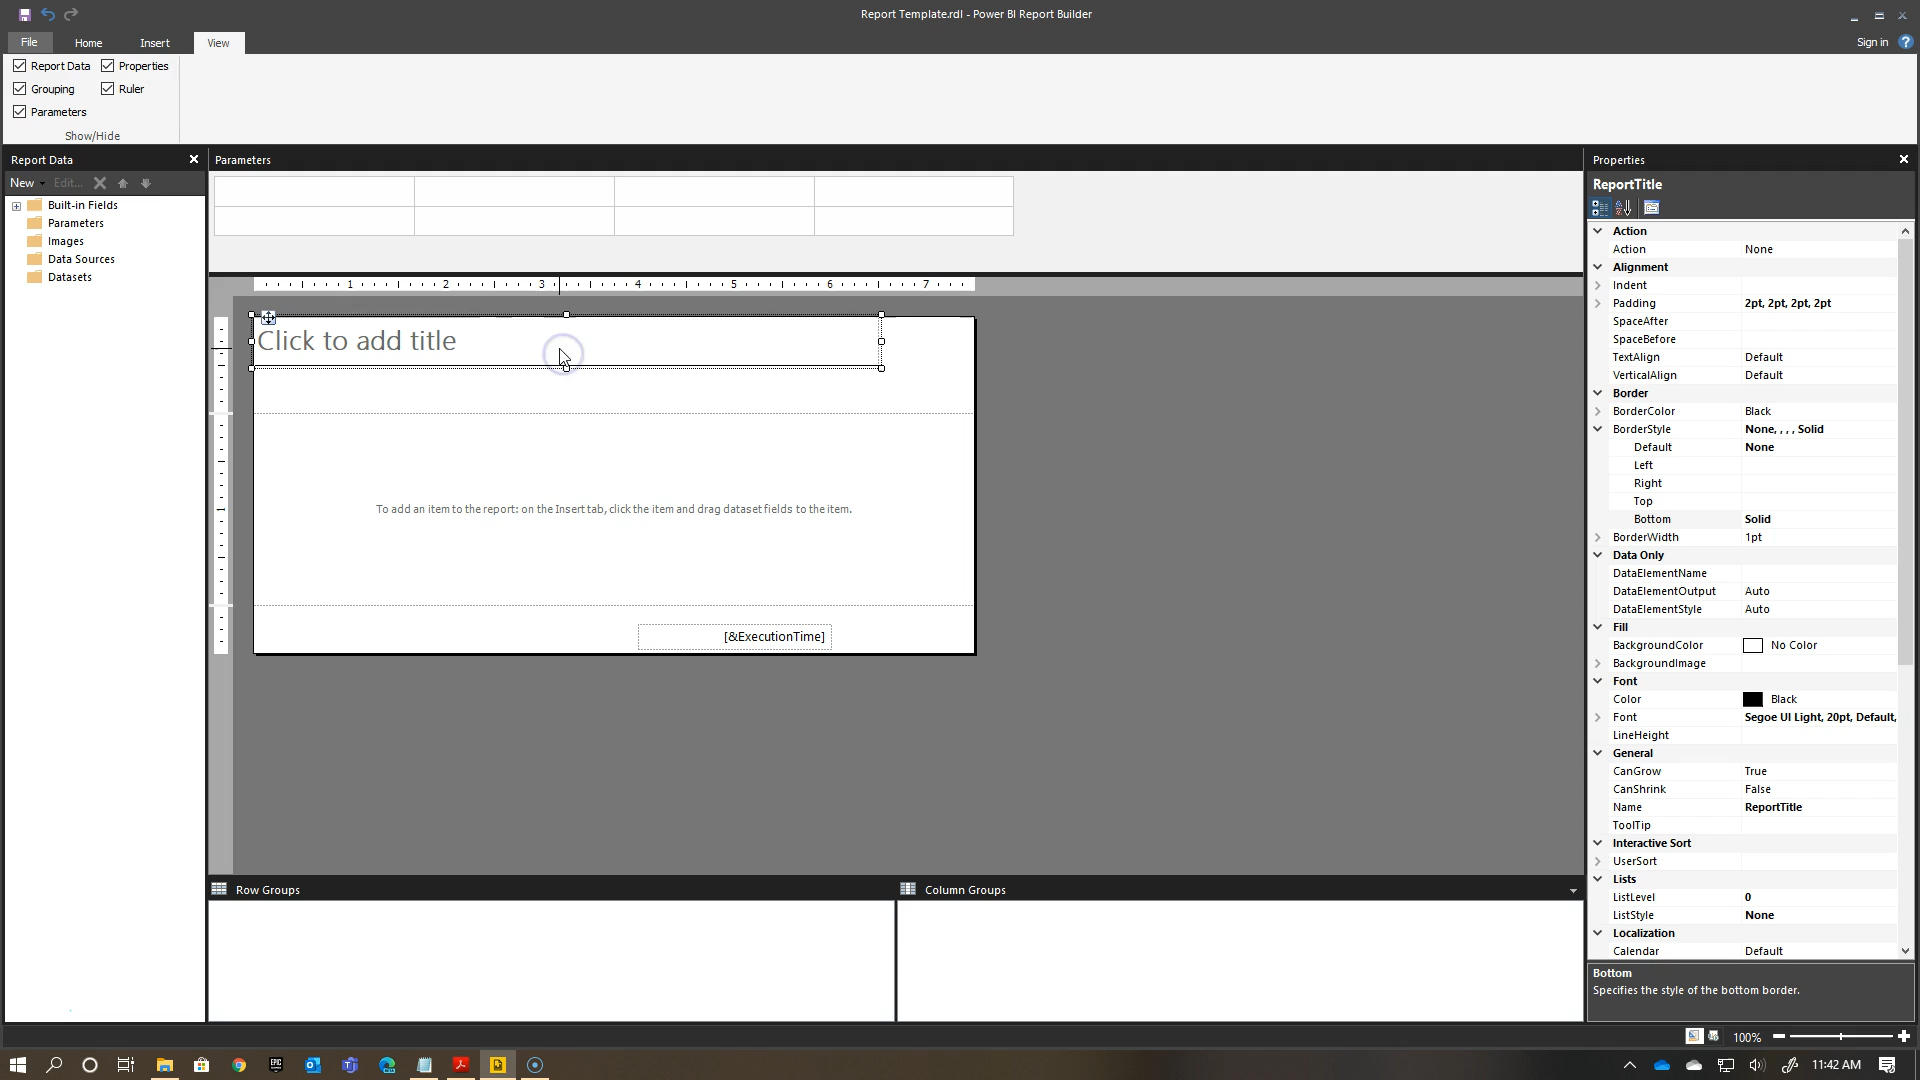 Report Template.rdl - Power BI Report Builder
File Home Insert View
Sign in ?
Report Data Properties
Grouping Ruler
Parameters
Show/Hide
Report Data
New Edit...
Built-in Fields
Parameters
Images
Data Sources
Datasets
Parameters
1 2 3 4 5 6 7
Click to add title
1
To add an item to the report: on the Insert tab, click the item and drag dataset fields to the item.
[&ExecutionTime]
Row Groups
Column Groups
Properties
ReportTitle
Action
Action None
Alignment
Indent
Padding 2pt, 2pt, 2pt, 2pt
SpaceAfter
SpaceBefore
TextAlign Default
VerticalAlign Default
Border
BorderColor Black
BorderStyle None, , , , Solid
Default None
Left
Right
Top
Bottom Solid
BorderWidth 1pt
Data Only
DataElementName
DataElementOutput Auto
DataElementStyle Auto
Fill
BackgroundColor No Color
BackgroundImage
Font
Color Black
Font Segoe UI Light, 20pt, Default,
LineHeight
General
CanGrow True
CanShrink False
Name ReportTitle
ToolTip
Interactive Sort
UserSort
Lists
ListLevel 0
ListStyle None
Localization
Calendar Default
Bottom
Specifies the style of the bottom border.
100%
11:42 AM